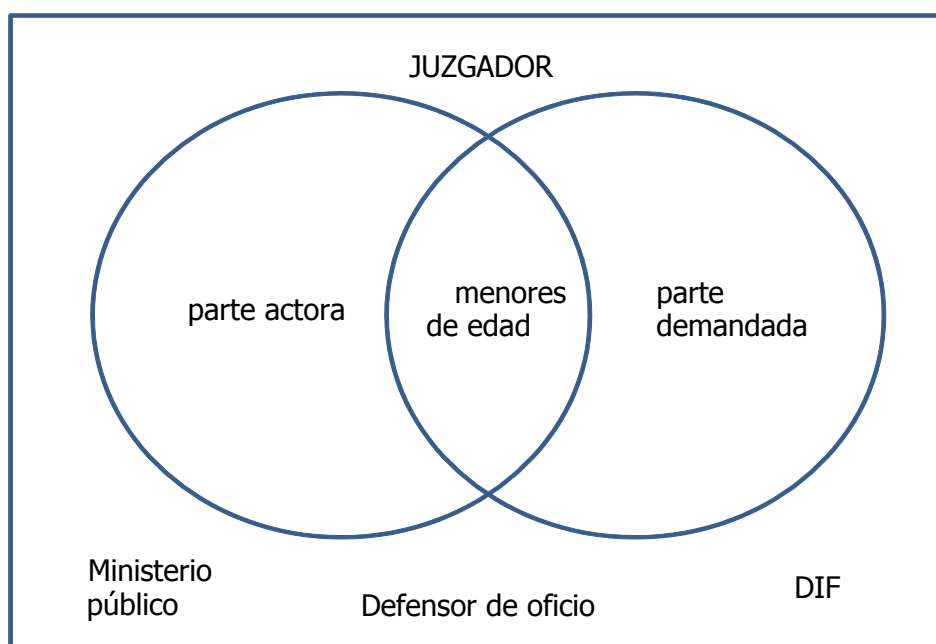 JUZGADOR
parte actora
menores
de edad
parte
demandada
Ministerio
público
Defensor de oficio
DIF